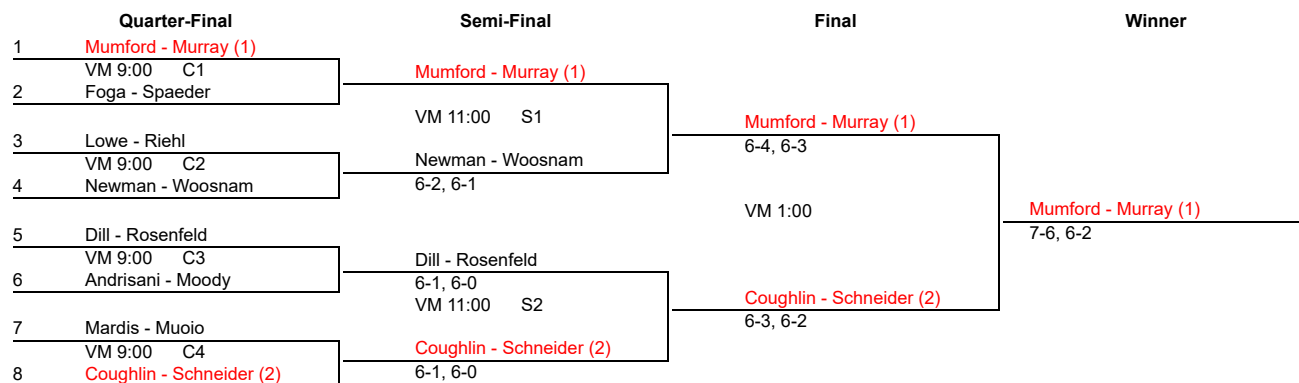 Quarter-Final Semi-Final Final Winner
1 Mumford - Murray (1)
VM 9:00 C1
2 Foga - Spaeder
3 Lowe - Riehl
VM 9:00 C2
4 Newman - Woosnam
5 Dill - Rosenfeld
VM 9:00 C3
6 Andrisani - Moody
7 Mardis - Muoio
VM 9:00 C4
8 Coughlin - Schneider (2)
Mumford - Murray (1)
VM 11:00 S1
Newman - Woosnam
6-2, 6-1
Dill - Rosenfeld
6-1, 6-0
VM 11:00 S2
Coughlin - Schneider (2)
6-1, 6-0
Mumford - Murray (1)
6-4, 6-3
VM 1:00
Coughlin - Schneider (2)
6-3, 6-2
Mumford - Murray (1)
7-6, 6-2